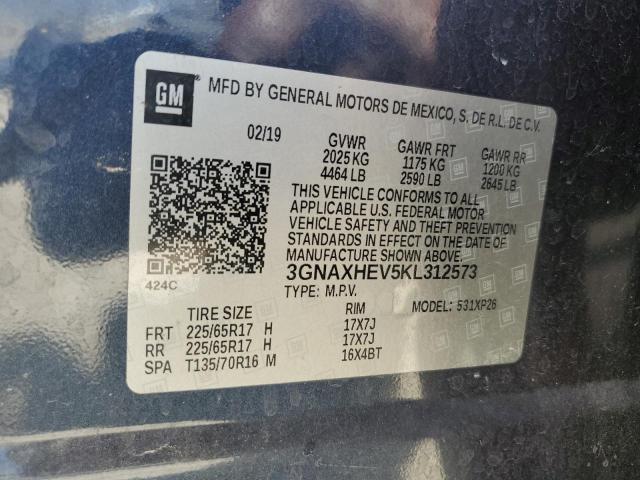 GM
MFD BY GENERAL MOTORS DE MEXICO, S. DE R.L. DE C.V.
02/19 GVWR GAWR FRT GAWR RR
2025 KG 1175 KG 1200 KG
4464 LB 2590 LB 2645 LB
THIS VEHICLE CONFORMS TO ALL
APPLICABLE U.S. FEDERAL MOTOR
VEHICLE SAFETY AND THEFT PREVENTION
STANDARDS IN EFFECT ON THE DATE OF
MANUFACTURE SHOWN ABOVE.
3GNAXHEV5KL312573
424C TYPE: M.P.V. MODEL: 531XP26
TIRE SIZE RIM
FRT 225/65R17 H 17X7J
RR 225/65R17 H 17X7J
SPA T135/70R16 M 16X4BT